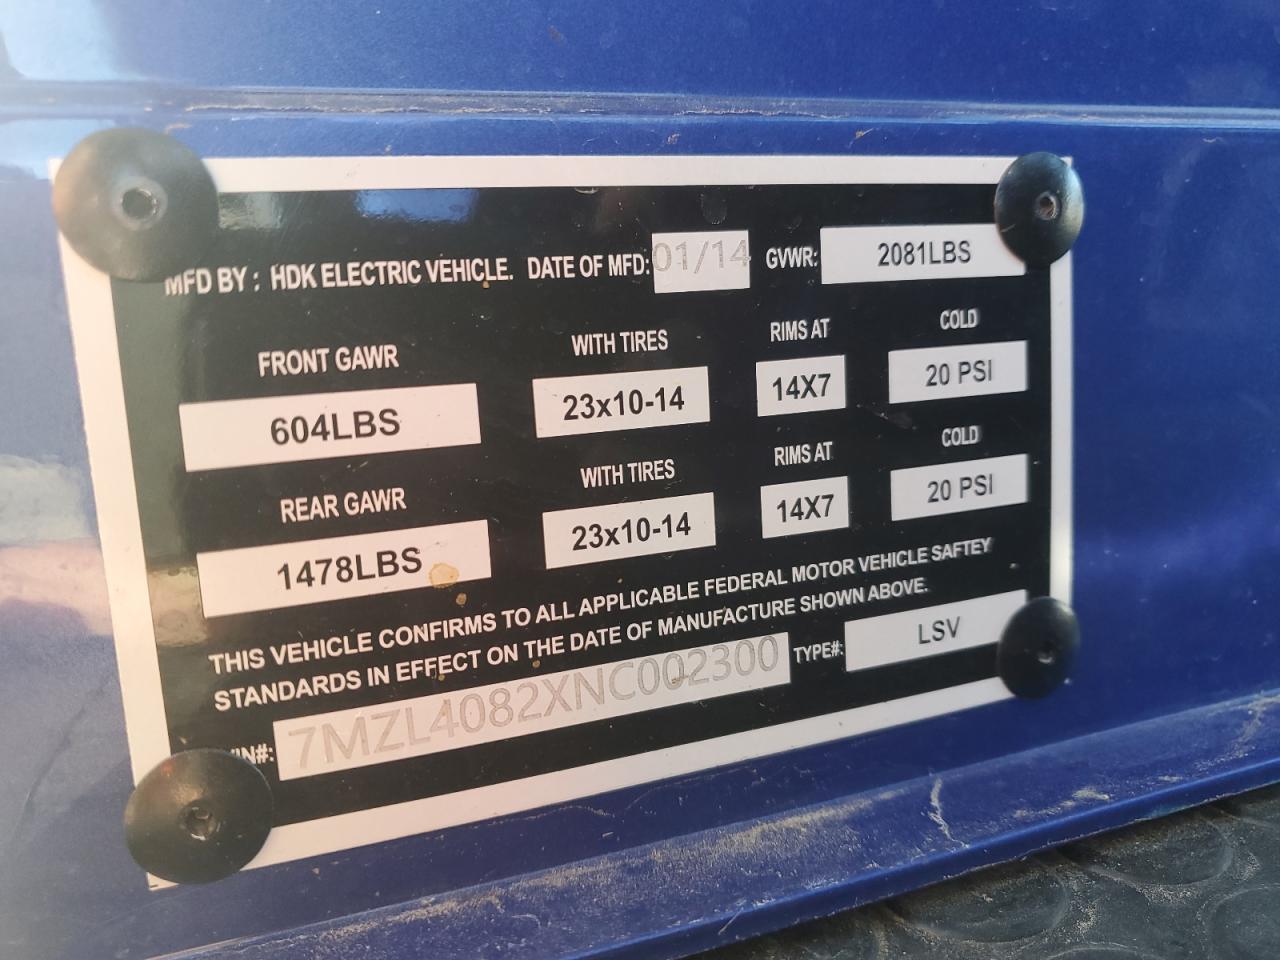 MFD BY : HDK ELECTRIC VEHICLE. DATE OF MFD: 01/14 GVWR: 2081LBS
FRONT GAWR WITH TIRES RIMS AT COLD
604LBS 23x10-14 14X7 20 PSI
REAR GAWR WITH TIRES RIMS AT COLD
1478LBS 23x10-14 14X7 20 PSI
THIS VEHICLE CONFIRMS TO ALL APPLICABLE FEDERAL MOTOR VEHICLE SAFTEY
STANDARDS IN EFFECT ON THE DATE OF MANUFACTURE SHOWN ABOVE.
VIN#: 7MZL4082XNC002300 TYPE#: LSV